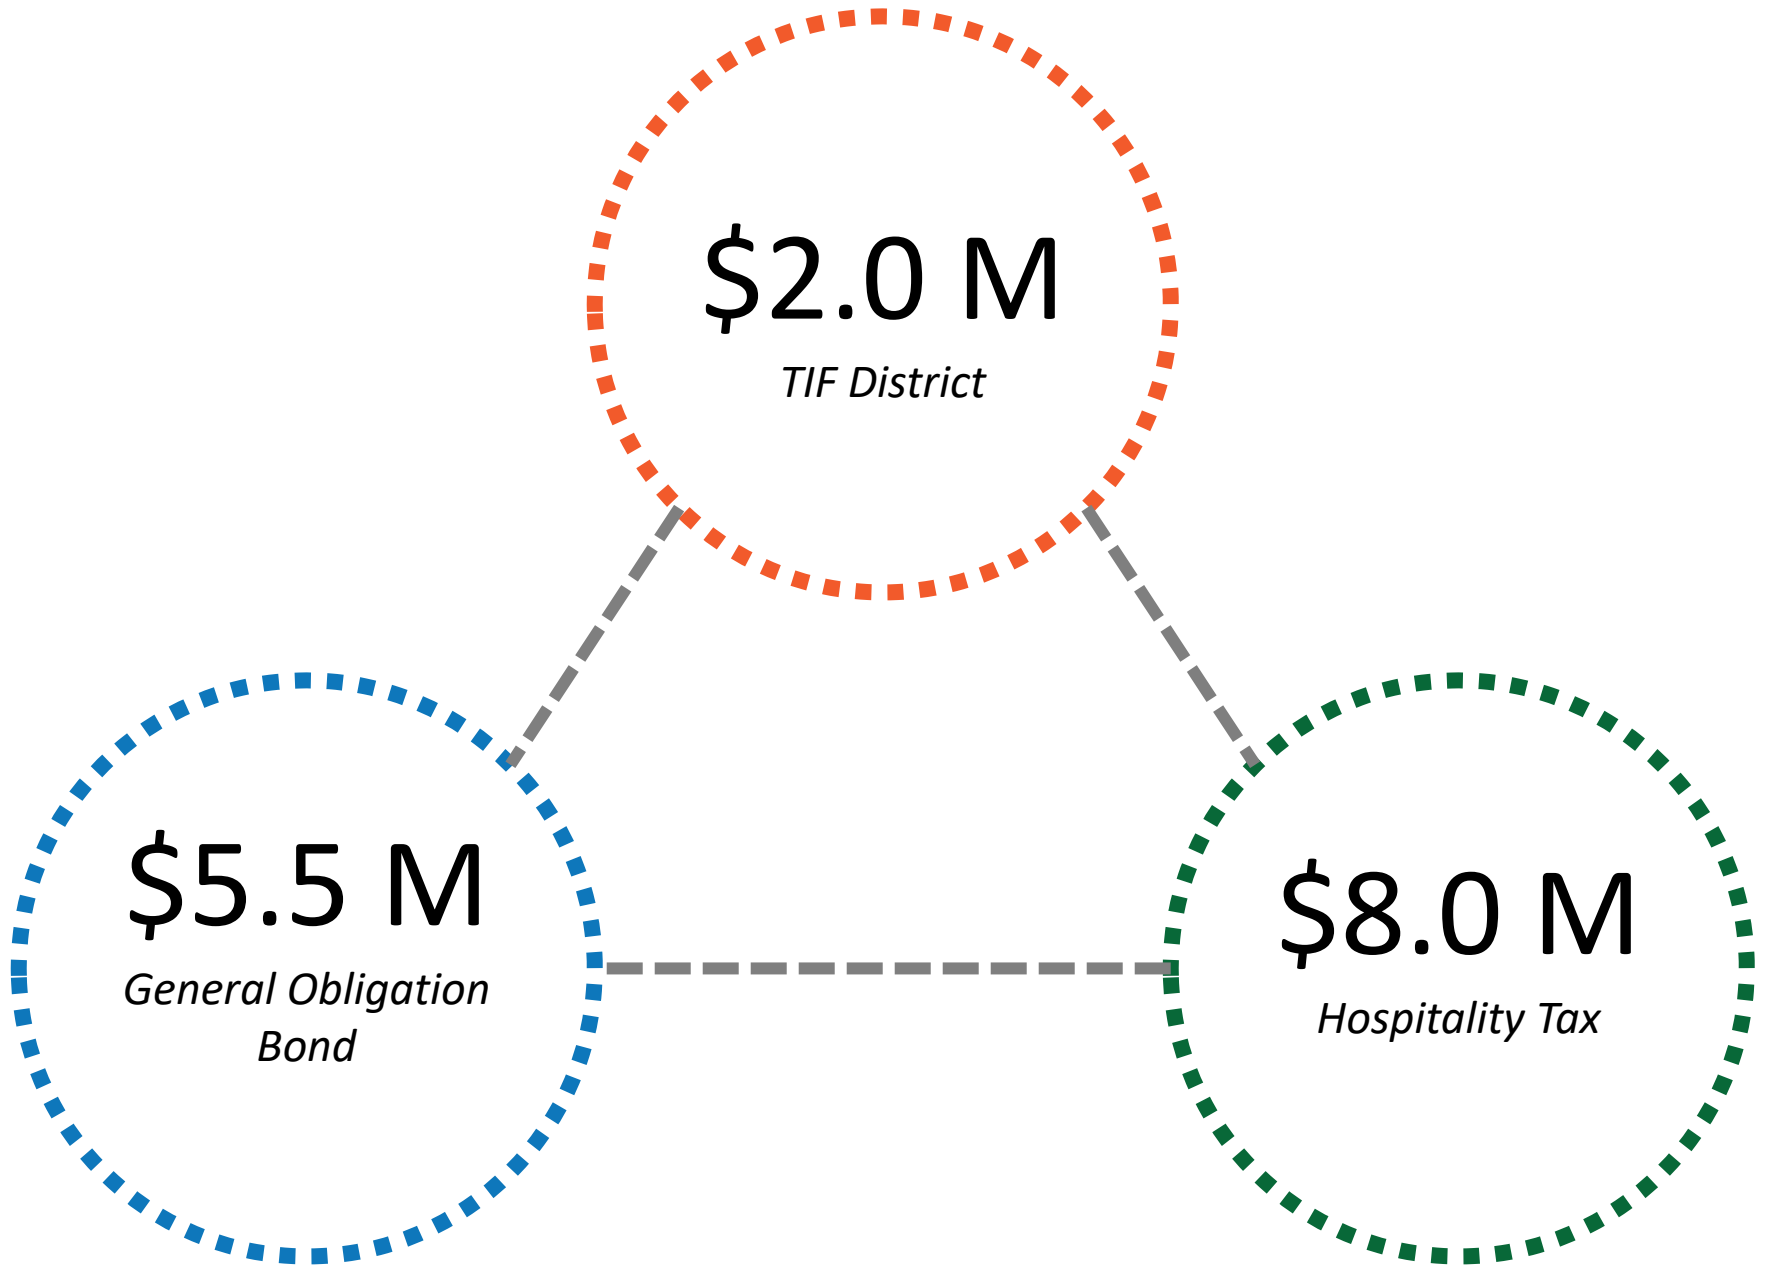 $2.0 M
TIF District
$5.5 M
General Obligation
Bond
$8.0 M
Hospitality Tax